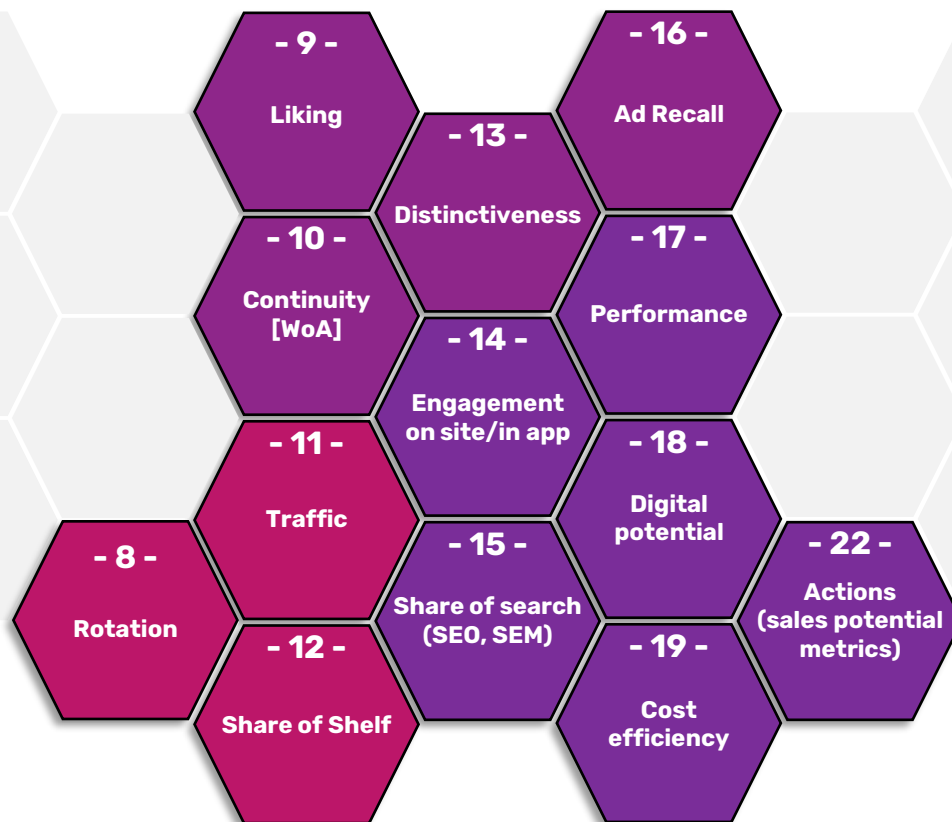 - 9 -
Liking
- 16 -
Ad Recall
- 13 -
Distinctiveness
- 10 -
Continuity
[WoA]
- 17 -
Performance
- 14 -
Engagement
on site/in app
- 11 -
Traffic
- 18 -
Digital
potential
- 8 -
Rotation
- 15 -
Share of search
(SEO, SEM)
- 22 -
Actions
(sales potential
metrics)
- 12 -
Share of Shelf
- 19 -
Cost
efficiency